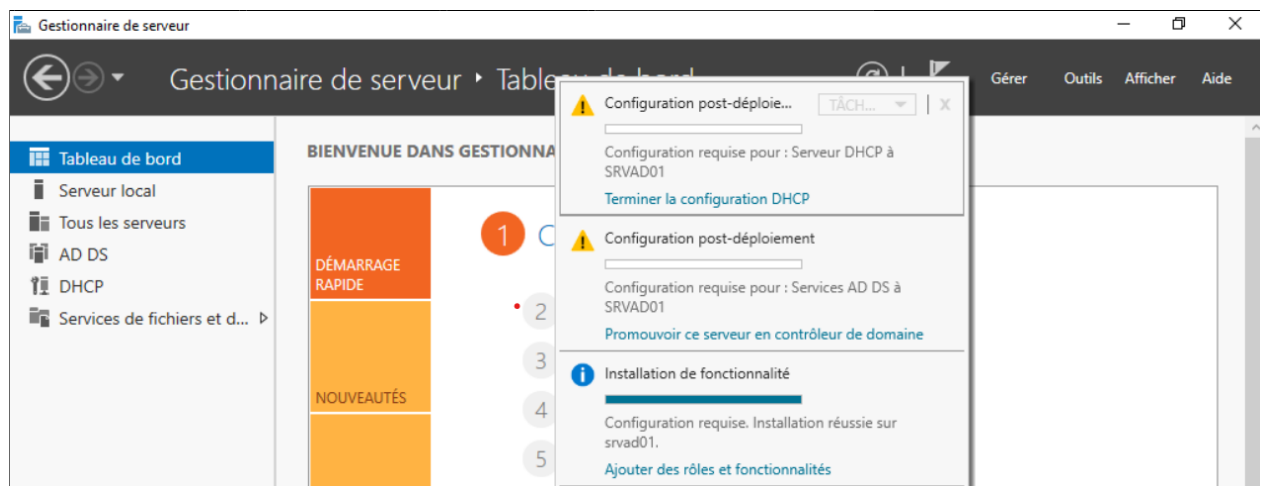 Gestionnaire de serveur
Gestionnaire de serveur • Tableau de bord
Gérer Outils Afficher Aide
Tableau de bord
Serveur local
Tous les serveurs
AD DS
DHCP
Services de fichiers et d...
BIENVENUE DANS GESTIONNA
DÉMARRAGE
RAPIDE
NOUVEAUTÉS
1 C
2
3
4
5
Configuration post-déploie... TÂCH... X
Configuration requise pour : Serveur DHCP à
SRVAD01
Terminer la configuration DHCP
Configuration post-déploiement
Configuration requise pour : Services AD DS à
SRVAD01
Promouvoir ce serveur en contrôleur de domaine
Installation de fonctionnalité
Configuration requise. Installation réussie sur
srvad01.
Ajouter des rôles et fonctionnalités